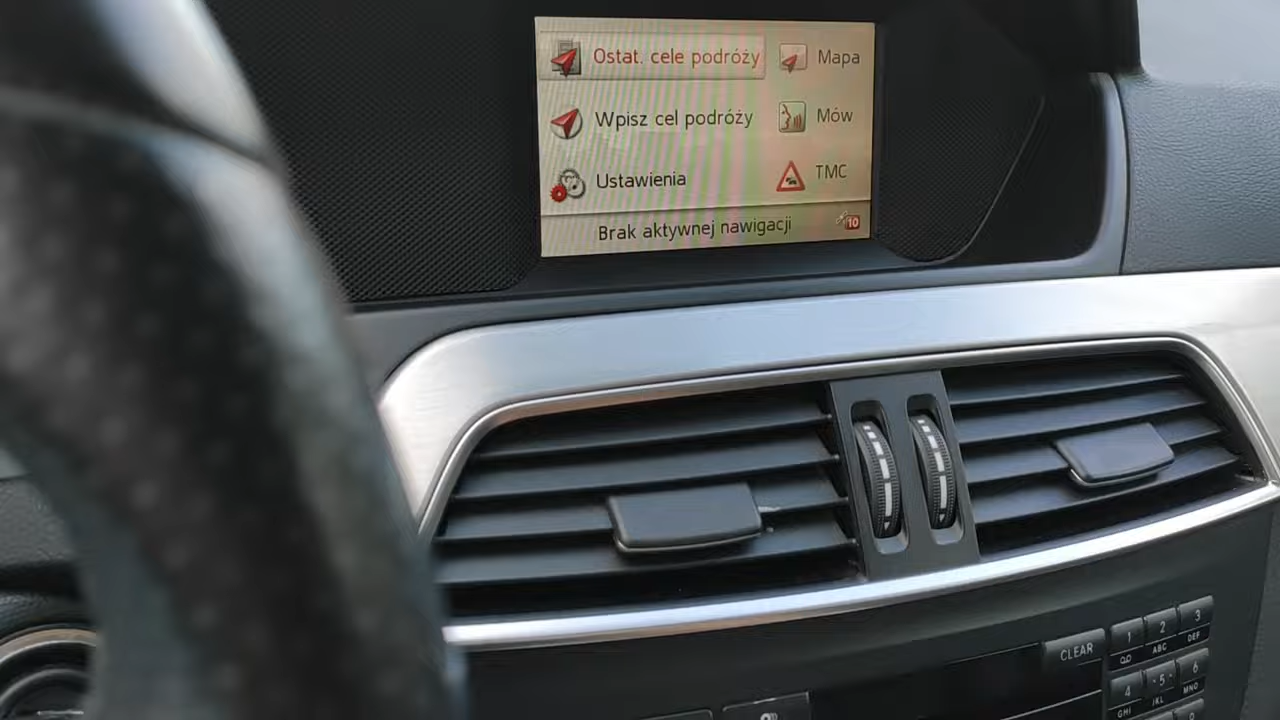 Ostat. cele podróży
Mapa
Wpisz cel podróży
Mów
Ustawienia
TMC
Brak aktywnej nawigacji
10
CLEAR
1
2
3
ABC
DEF
4
5
6
GHI
JKL
MNO